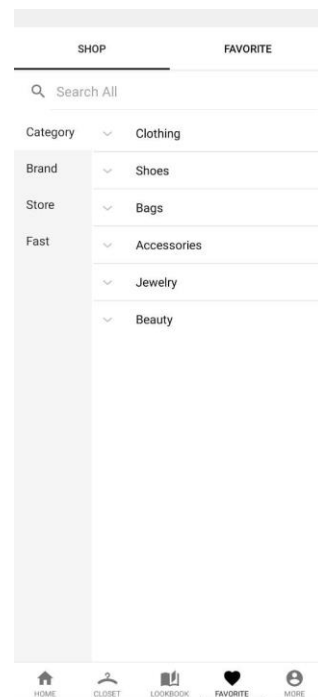 SHOP FAVORITE
Search All
Category Clothing
Brand Shoes
Store Bags
Fast Accessories
Jewelry
Beauty
HOME CLOSET LOOKBOOK FAVORITE MORE